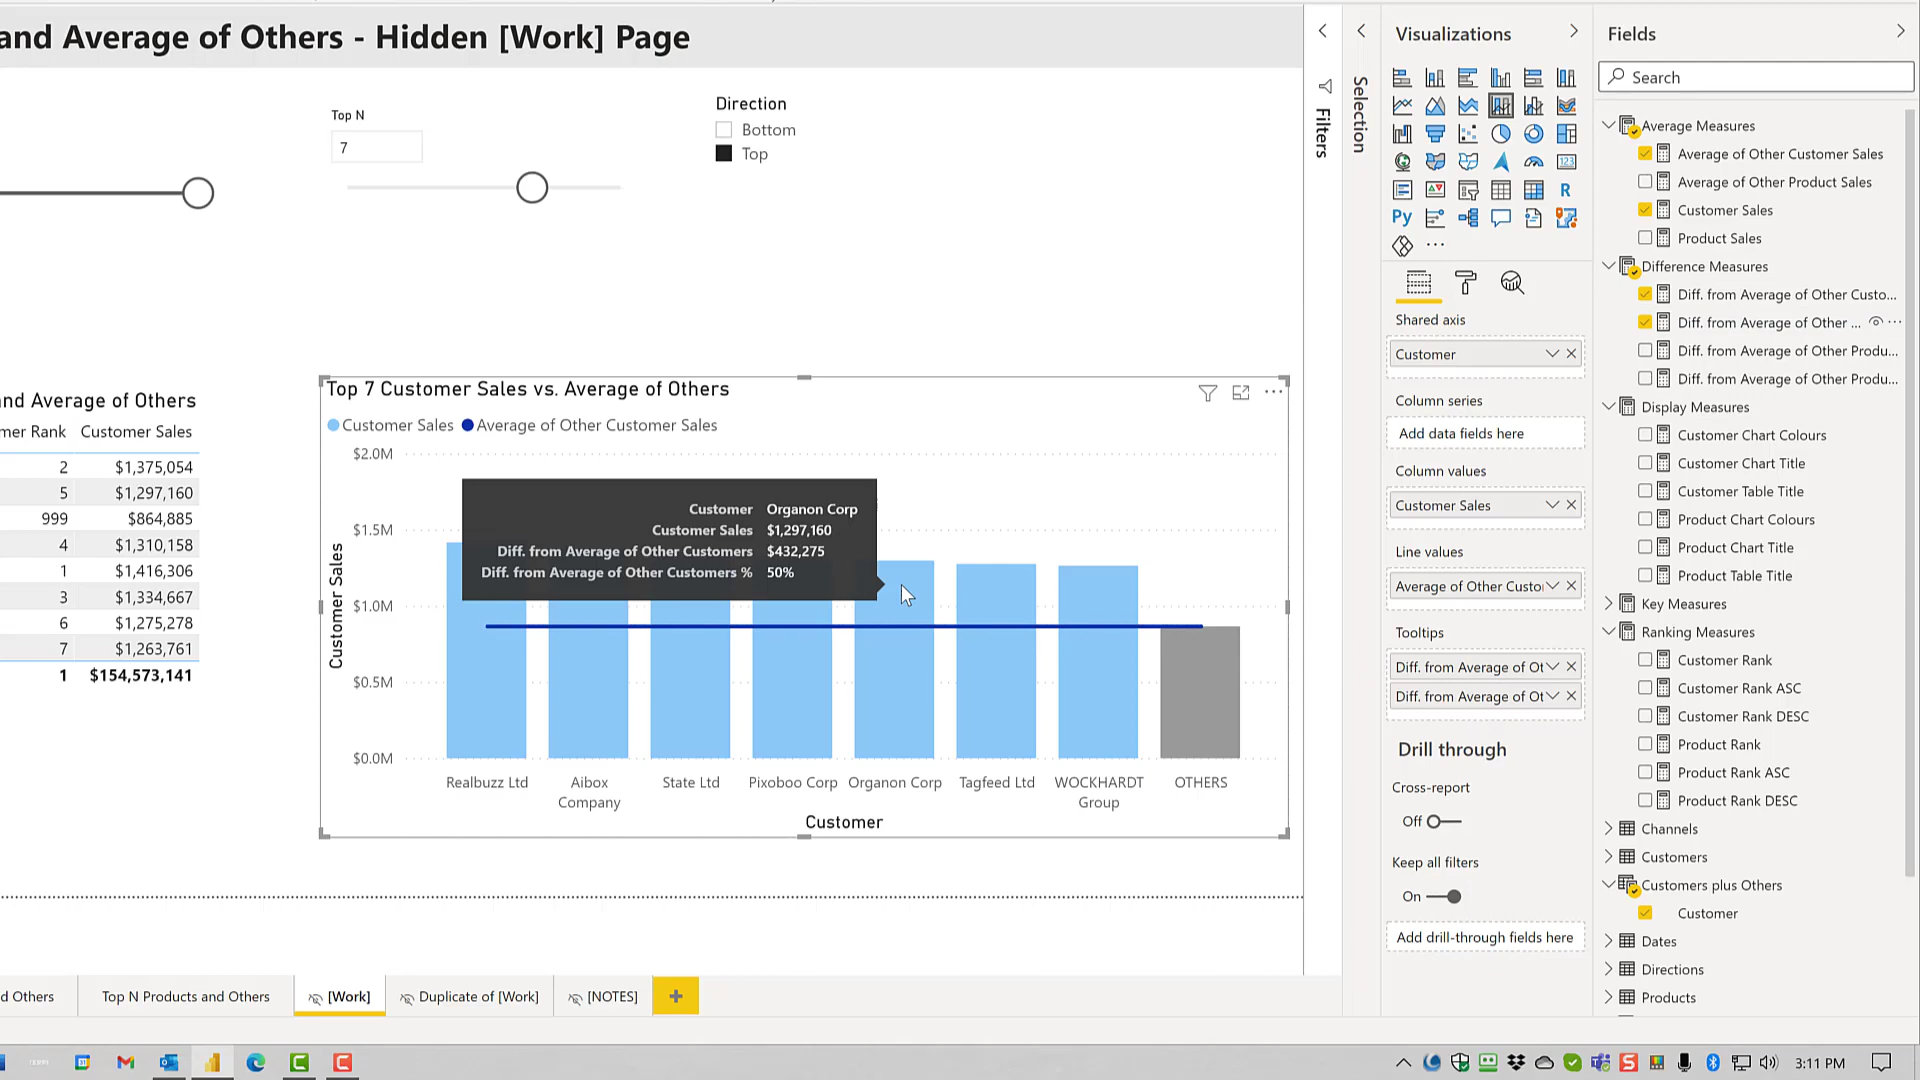 and Average of Others - Hidden [Work] Page
Top N
7
Direction
Bottom
Top
and Average of Others
mer Rank Customer Sales
2 $1,375,054
5 $1,297,160
999 $864,885
4 $1,310,158
1 $1,416,306
3 $1,334,667
6 $1,275,278
7 $1,263,761
1 $154,573,141
Top 7 Customer Sales vs. Average of Others
Customer Sales Average of Other Customer Sales
Customer Sales
$2.0M
$1.5M
$1.0M
$0.5M
$0.0M
Customer Organon Corp
Customer Sales $1,297,160
Diff. from Average of Other Customers $432,275
Diff. from Average of Other Customers % 50%
Realbuzz Ltd
Aibox Company
State Ltd
Pixoboo Corp
Organon Corp
Tagfeed Ltd
WOCKHARDT Group
OTHERS
Customer
d Others
Top N Products and Others
[Work]
Duplicate of [Work]
[NOTES]
+
Filters
Selection
Visualizations
123
R
Py
...
Shared axis
Customer
Column series
Add data fields here
Column values
Customer Sales
Line values
Average of Other Custo
Tooltips
Diff. from Average of Ot
Diff. from Average of Ot
Drill through
Cross-report
Off
Keep all filters
On
Add drill-through fields here
Fields
Search
Average Measures
Average of Other Customer Sales
Average of Other Product Sales
Customer Sales
Product Sales
Difference Measures
Diff. from Average of Other Custo...
Diff. from Average of Other ...
Diff. from Average of Other Produ...
Diff. from Average of Other Produ...
Display Measures
Customer Chart Colours
Customer Chart Title
Customer Table Title
Product Chart Colours
Product Chart Title
Product Table Title
Key Measures
Ranking Measures
Customer Rank
Customer Rank ASC
Customer Rank DESC
Product Rank
Product Rank ASC
Product Rank DESC
Channels
Customers
Customers plus Others
Customer
Dates
Directions
Products
3:11 PM